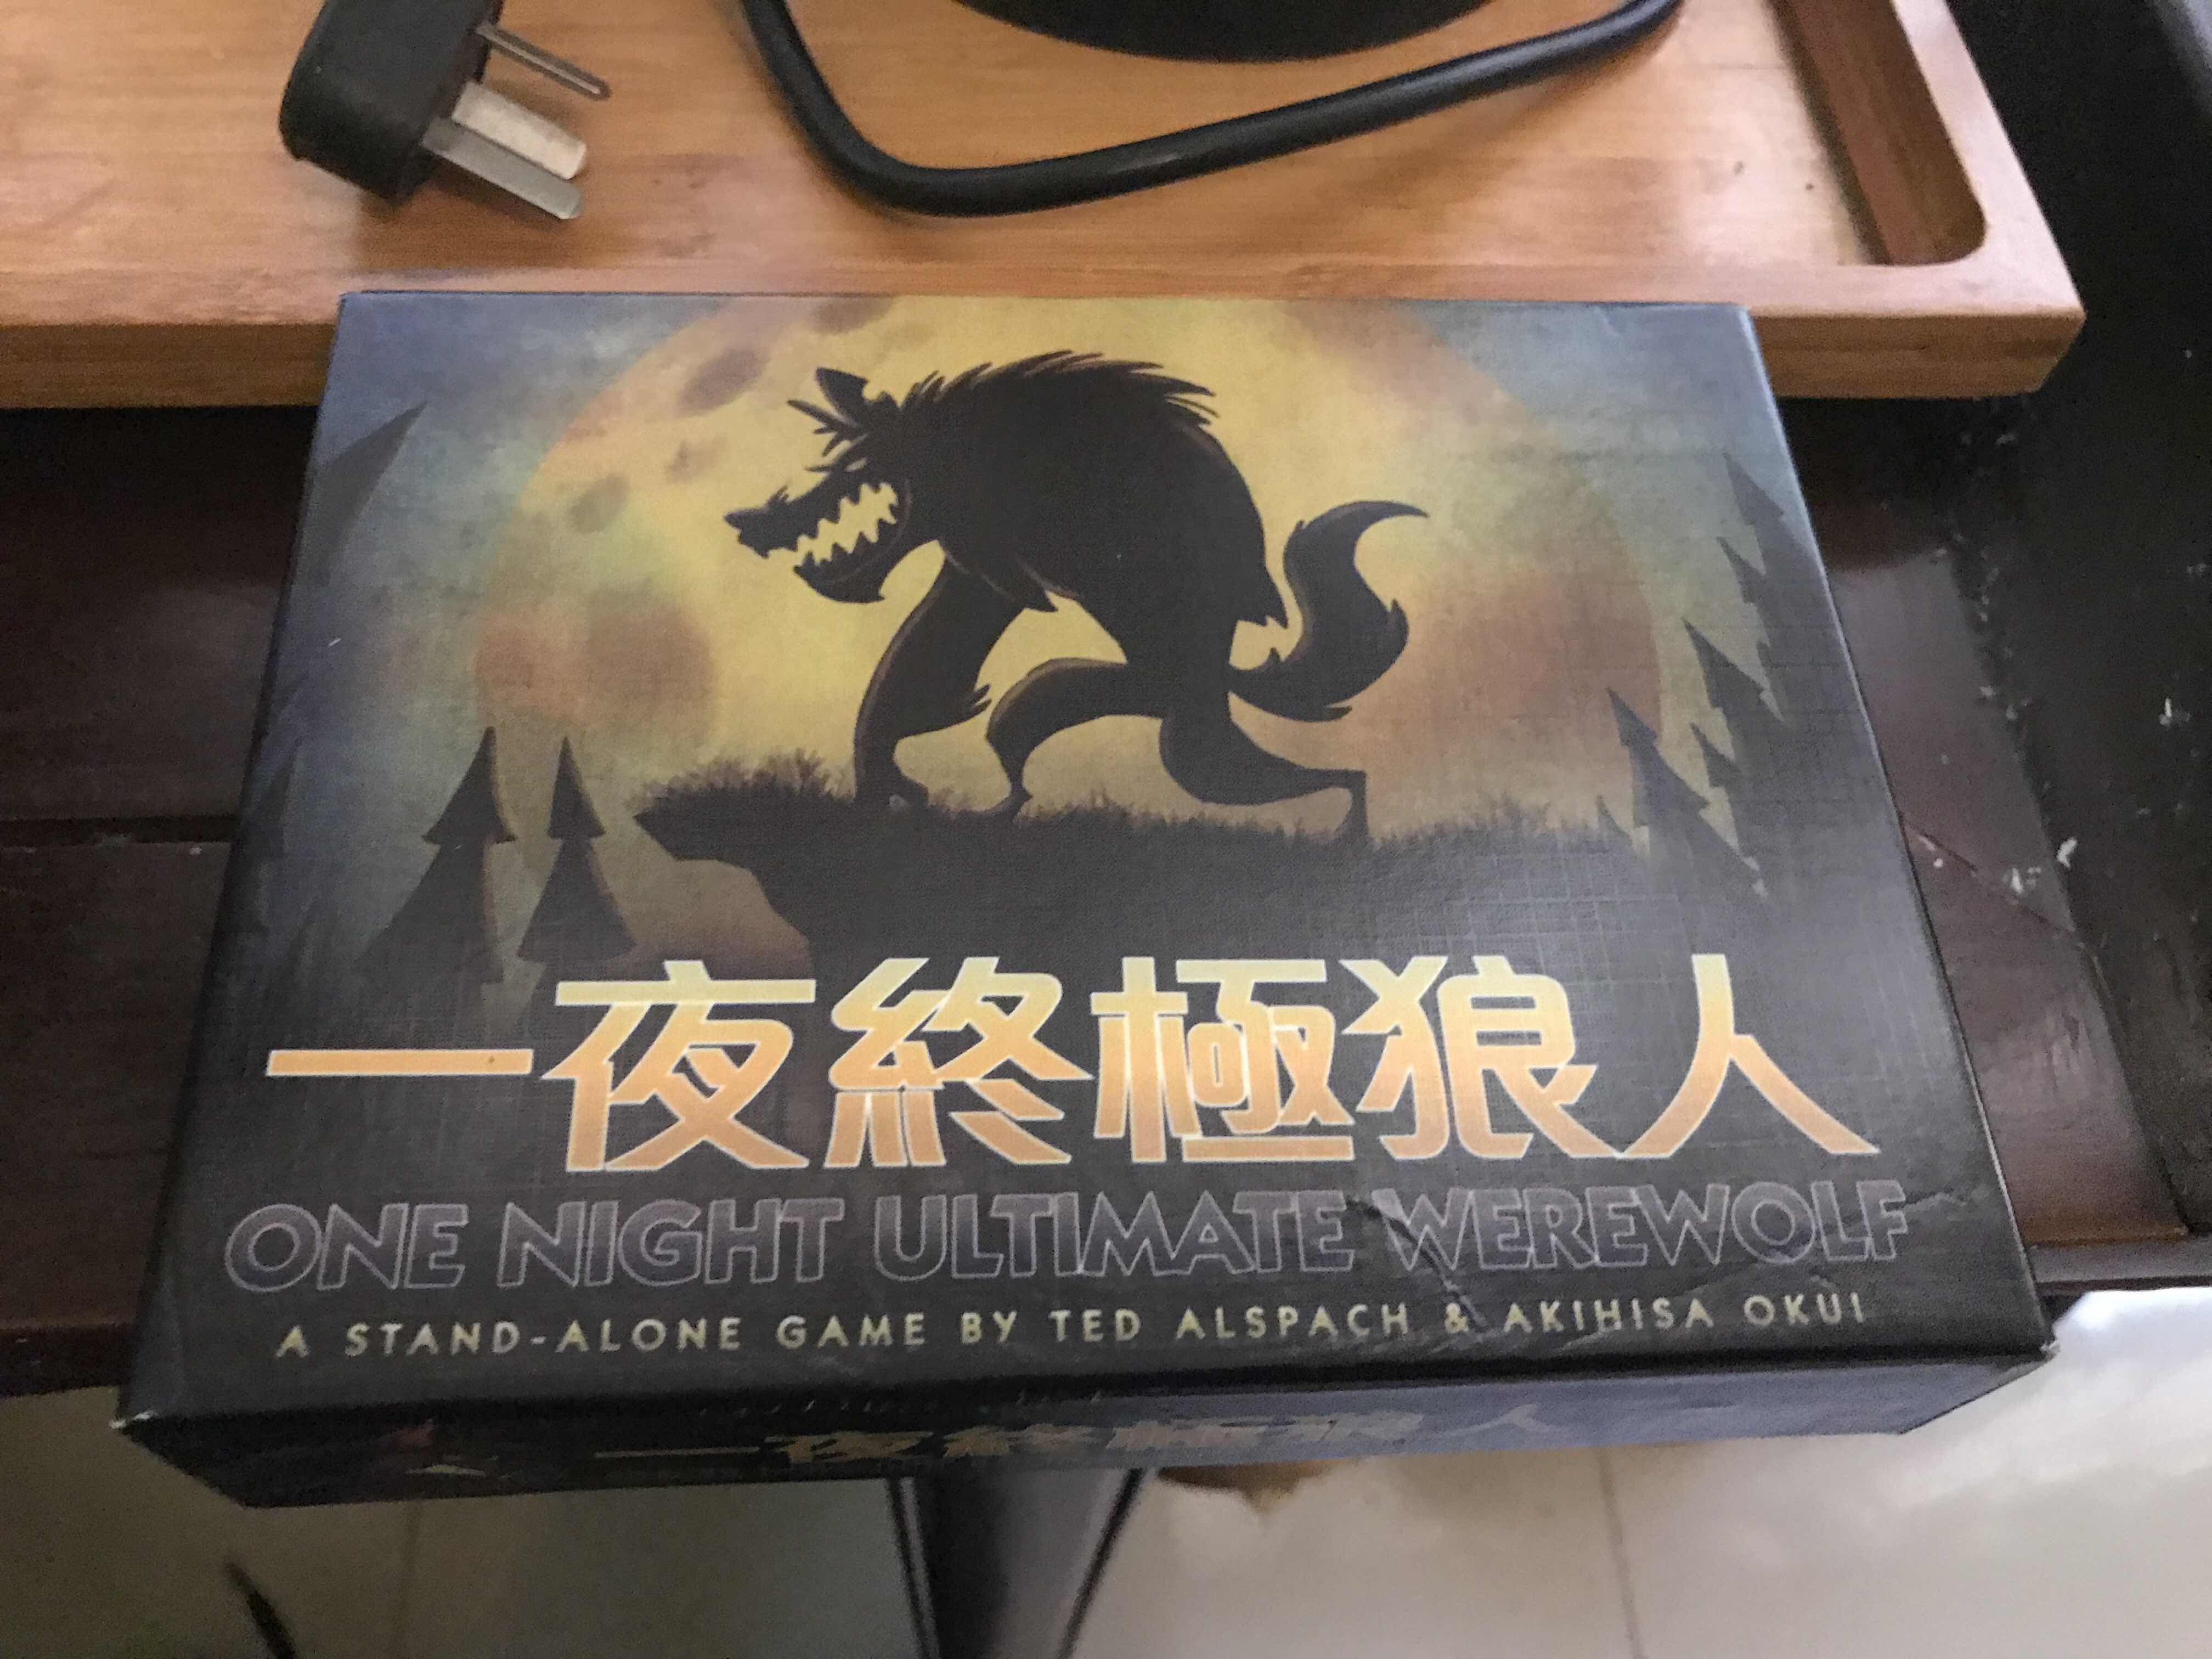 一夜終極狼人
ONE NIGHT ULTIMATE WEREWOLF
A STAND-ALONE GAME BY TED ALSPACH & AKIHISA OKUI
一夜終極狼人